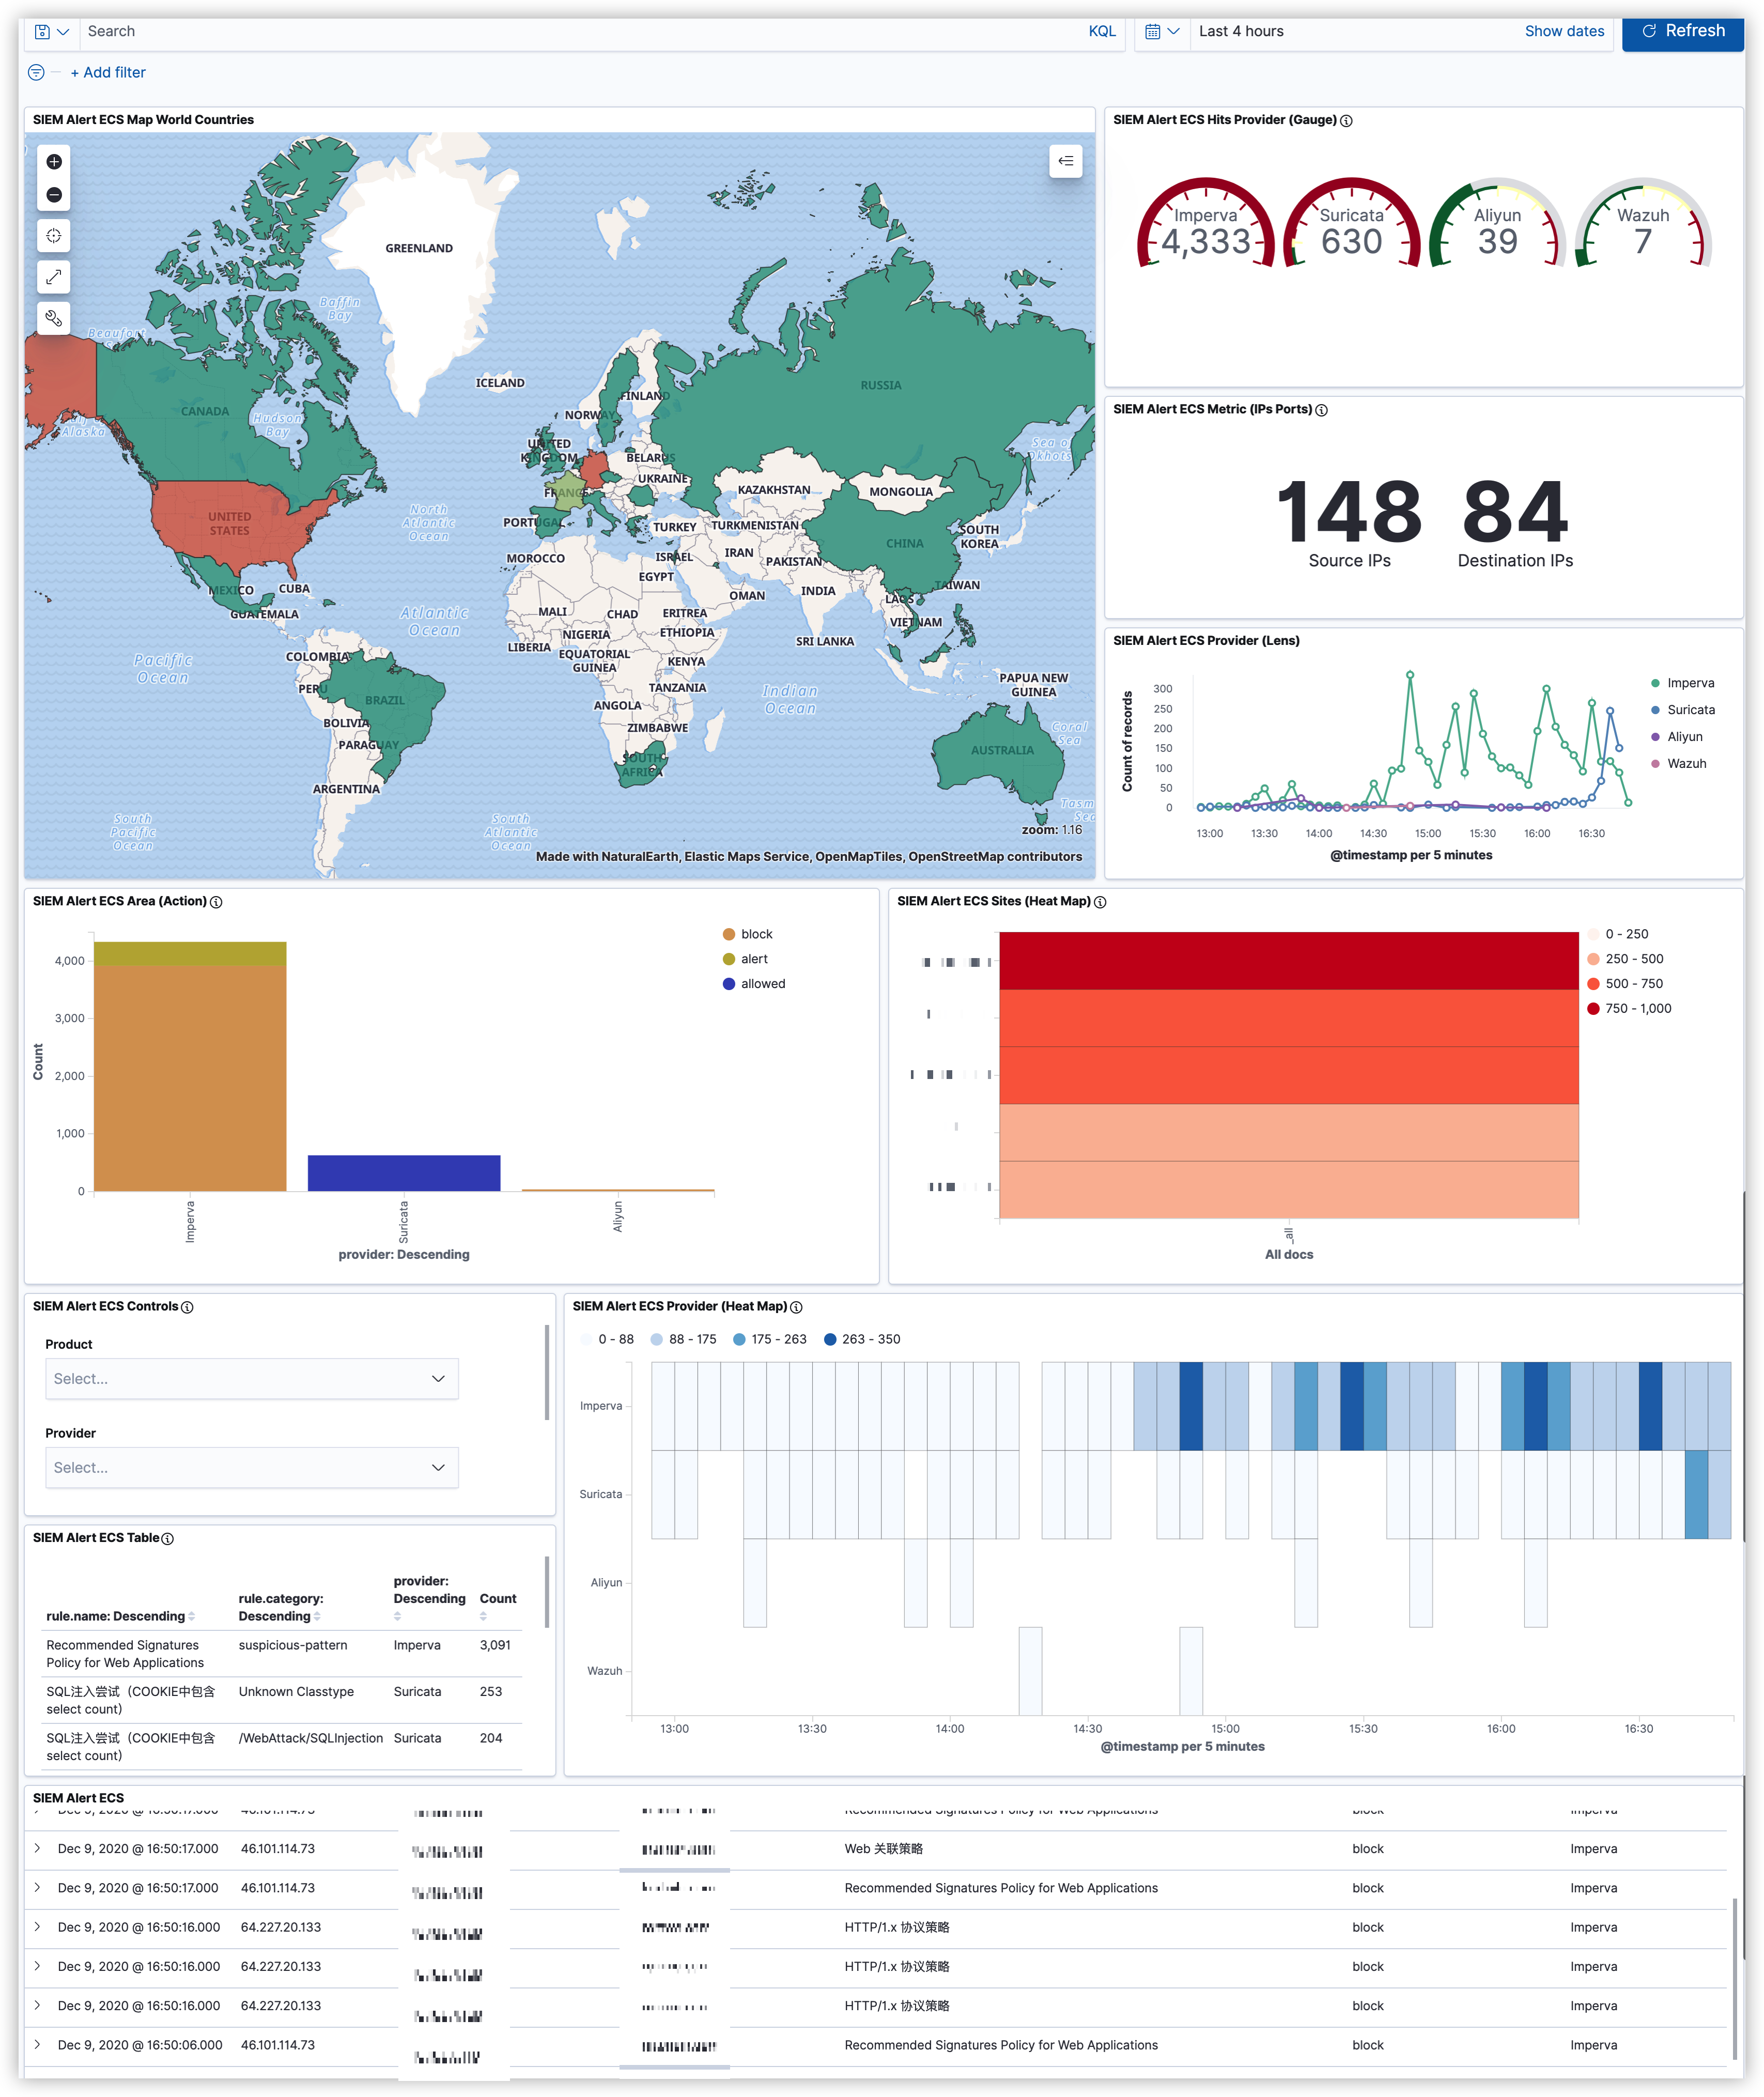 Search
KQL
Last 4 hours
Show dates
Refresh
+ Add filter
SIEM Alert ECS Map World Countries
GREENLAND
Baffin
Bay
Beaufort
ICELAND
RUSSIA
CANADA
Hudson
Bay
Alaska
FINLAND
NORWAY
UNITED
KINGDOM
BELARUS
UKRAINE
FRANCE
KAZAKHSTAN
MONGOLIA
Sea of
Okhotsk
UNITED
STATES
North
Atlantic
Ocean
PORTUGAL
TURKEY
TURKMENISTAN
SOUTH
KOREA
CHINA
MOROCCO
ISRAEL
IRAN
PAKISTAN
EGYPT
TAIWAN
MEXICO
CUBA
OMAN
INDIA
LAOS
GUATEMALA
Atlantic
Ocean
MALI
CHAD
ERITREA
VIETNAM
NIGERIA
ETHIOPIA
SRI LANKA
LIBERIA
EQUATORIAL
GUINEA
COLOMBIA
KENYA
Pacific
Ocean
PERU
BRAZIL
TANZANIA
Indian
Ocean
PAPUA NEW
GUINEA
ANGOLA
BOLIVIA
ZIMBABWE
Coral
Sea
PARAGUAY
SOUTH
AFRICA
AUSTRALIA
ARGENTINA
South
Pacific
Ocean
South
Atlantic
Ocean
zoom: 1.16
Made with NaturalEarth, Elastic Maps Service, OpenMapTiles, OpenStreetMap contributors
SIEM Alert ECS Hits Provider (Gauge)
Imperva
4,333
Suricata
630
Aliyun
39
Wazuh
7
SIEM Alert ECS Metric (IPs Ports)
148
Source IPs
84
Destination IPs
SIEM Alert ECS Provider (Lens)
Count of records
300
250
200
150
100
50
0
13:00
13:30
14:00
14:30
15:00
15:30
16:00
16:30
@timestamp per 5 minutes
Imperva
Suricata
Aliyun
Wazuh
SIEM Alert ECS Area (Action)
Count
4,000
3,000
2,000
1,000
0
Imperva
Suricata
Aliyun
provider: Descending
block
alert
allowed
SIEM Alert ECS Sites (Heat Map)
_all
All docs
0 - 250
250 - 500
500 - 750
750 - 1,000
SIEM Alert ECS Controls
Product
Select...
Provider
Select...
SIEM Alert ECS Provider (Heat Map)
0 - 88
88 - 175
175 - 263
263 - 350
Imperva
Suricata
Aliyun
Wazuh
13:00
13:30
14:00
14:30
15:00
15:30
16:00
16:30
@timestamp per 5 minutes
SIEM Alert ECS Table
rule.name: Descending
rule.category:
Descending
provider:
Descending
Count
Recommended Signatures
Policy for Web Applications
suspicious-pattern
Imperva
3,091
SQL注入尝试（COOKIE中包含
select count)
Unknown Classtype
Suricata
253
SQL注入尝试（COOKIE中包含
select count)
/WebAttack/SQLInjection
Suricata
204
SIEM Alert ECS
Dec 9, 2020 @ 16:50:17.000 46.101.114.73 Recommended Signatures Policy for Web Applications block Imperva
Dec 9, 2020 @ 16:50:17.000 46.101.114.73 Web 关联策略 block Imperva
Dec 9, 2020 @ 16:50:17.000 46.101.114.73 Recommended Signatures Policy for Web Applications block Imperva
Dec 9, 2020 @ 16:50:16.000 64.227.20.133 HTTP/1.x 协议策略 block Imperva
Dec 9, 2020 @ 16:50:16.000 64.227.20.133 HTTP/1.x 协议策略 block Imperva
Dec 9, 2020 @ 16:50:16.000 64.227.20.133 HTTP/1.x 协议策略 block Imperva
Dec 9, 2020 @ 16:50:06.000 46.101.114.73 Recommended Signatures Policy for Web Applications block Imperva